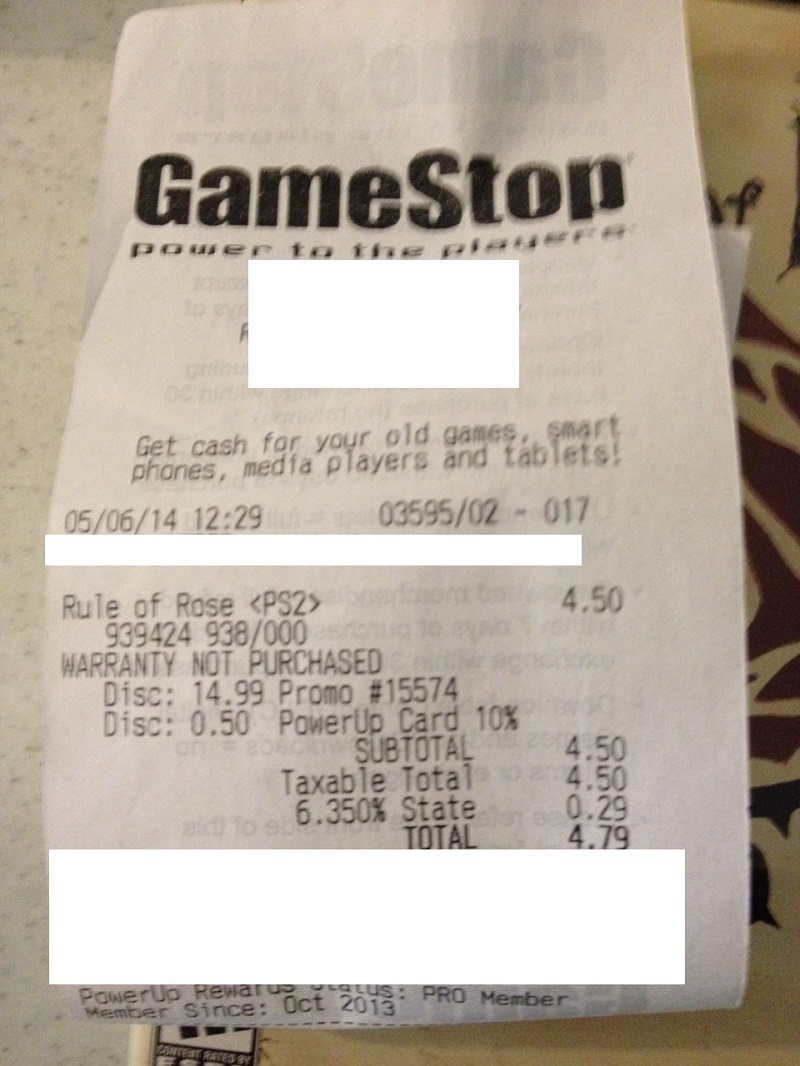 GameStop
power to the players
Get cash for your old games, smart
phones, media players and tablets!
05/06/14 12:29 03595/02 - 017
Rule of Rose <PS2> 4.50
939424 938/000
WARRANTY NOT PURCHASED
Disc: 14.99 Promo #15574
Disc: 0.50 PowerUp Card 10%
SUBTOTAL 4.50
Taxable Total 4.50
6.350% State 0.29
TOTAL 4.79
PowerUp Rewards Status: PRO Member
Member Since: Oct 2013
CONTENT RATED BY